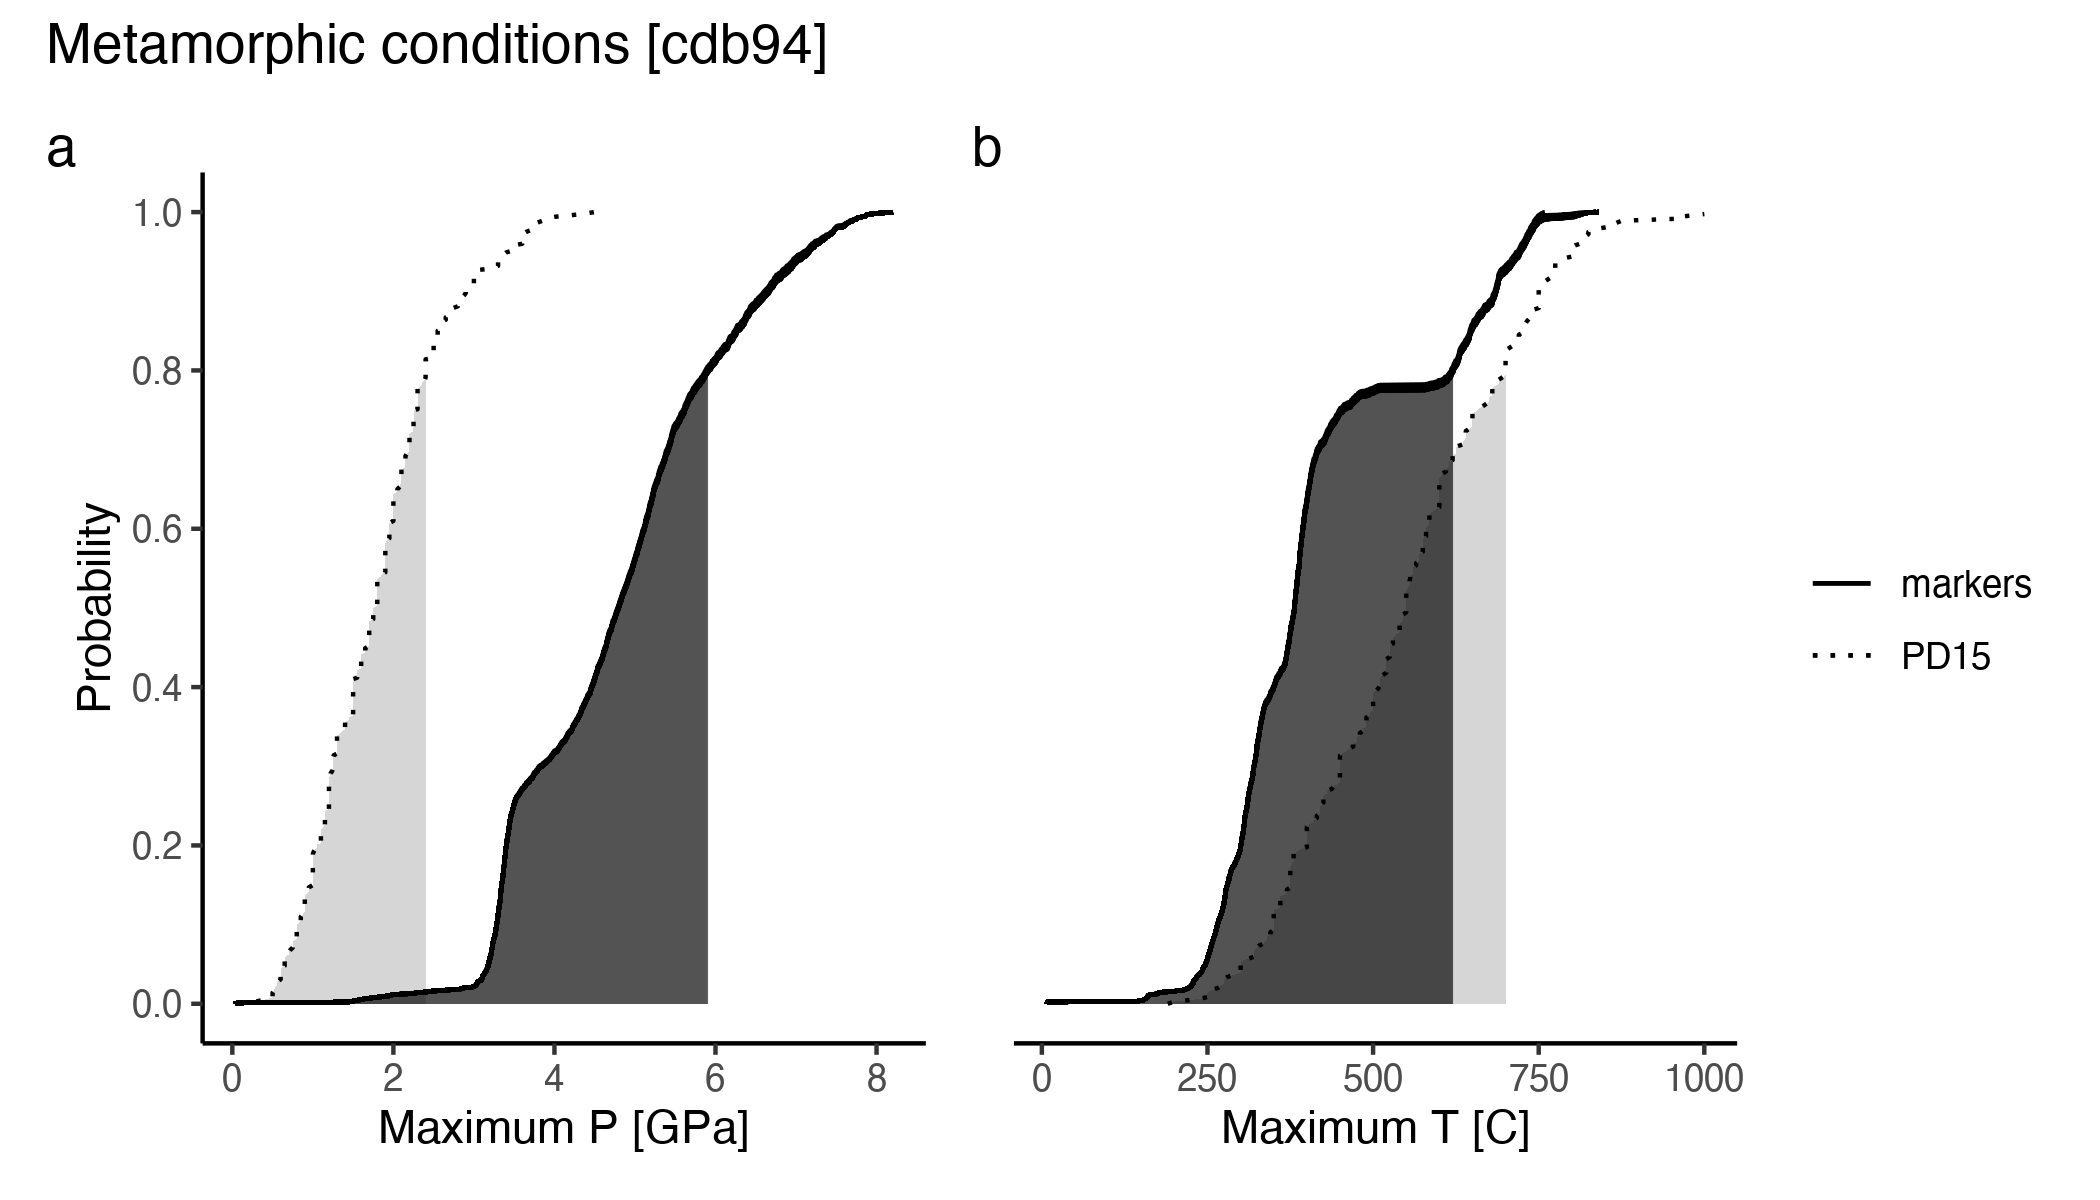 Metamorphic conditions [cdb94]
a
b
Probability
1.0
0.8
0.6
0.4
0.2
0.0
0 2 4 6 8
Maximum P [GPa]
0 250 500 750 1000
Maximum T [C]
markers
PD15